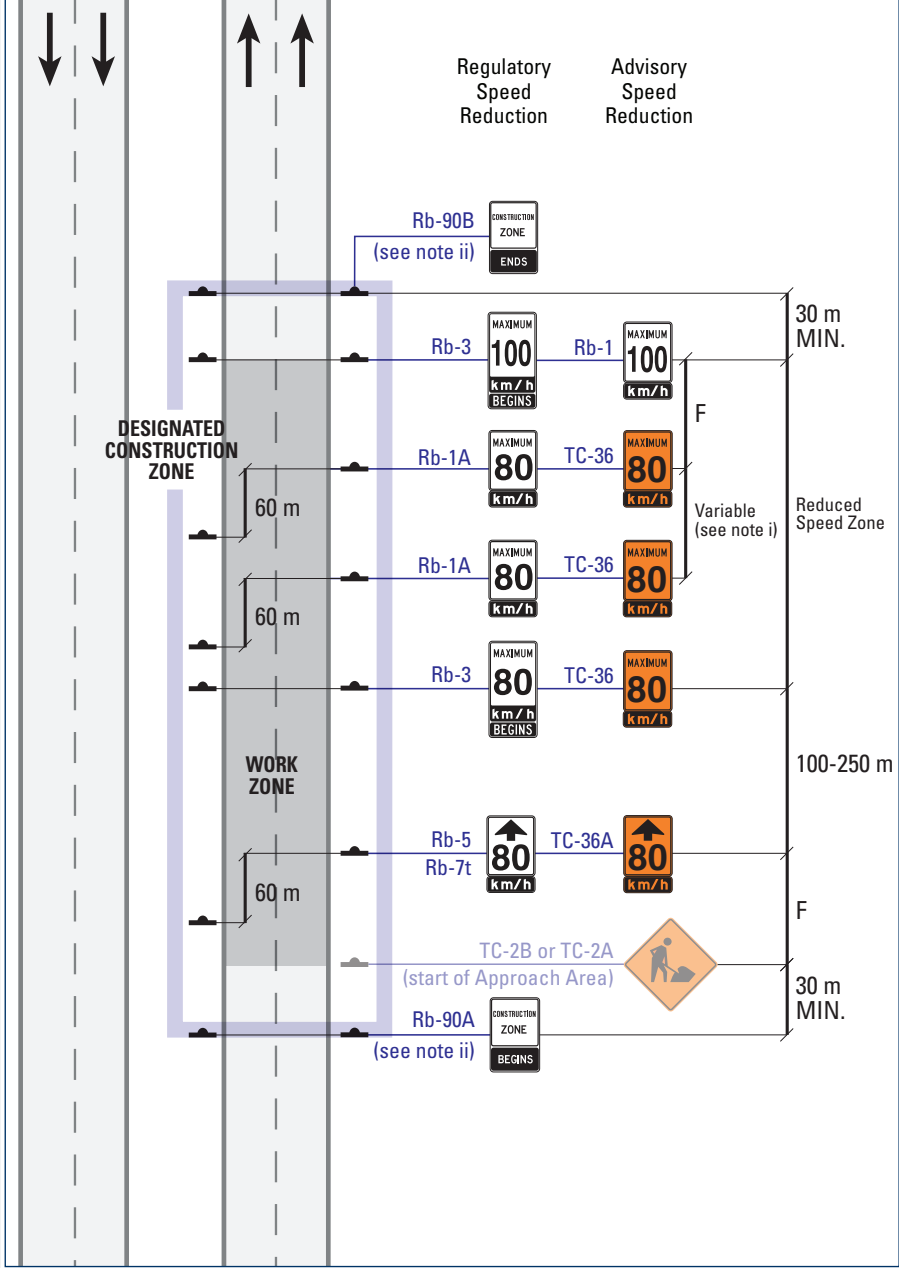 Regulatory
Speed
Reduction
Advisory
Speed
Reduction
Rb-90B
(see note ii)
CONSTRUCTION
ZONE
ENDS
30 m
MIN.
Rb-3
MAXIMUM
100
km/h
BEGINS
Rb-1
MAXIMUM
100
km/h
F
DESIGNATED
CONSTRUCTION
ZONE
Rb-1A
MAXIMUM
80
km/h
TC-36
MAXIMUM
80
km/h
60 m
Variable
(see note i)
Reduced
Speed Zone
Rb-1A
MAXIMUM
80
km/h
TC-36
MAXIMUM
80
km/h
60 m
Rb-3
MAXIMUM
80
km/h
BEGINS
TC-36
MAXIMUM
80
km/h
WORK
ZONE
100-250 m
Rb-5
Rb-7t
80
km/h
TC-36A
80
km/h
60 m
F
TC-2B or TC-2A
(start of Approach Area)
30 m
MIN.
Rb-90A
(see note ii)
CONSTRUCTION
ZONE
BEGINS